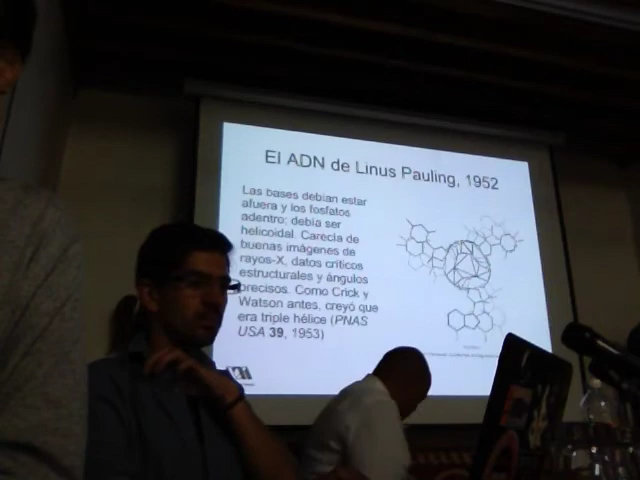 El ADN de Linus Pauling, 1952
Las bases debían estar
afuera y los fosfatos
adentro; debía ser
helicoidal. Carecía de
buenas imágenes de
rayos-X, datos críticos
estructurales y ángulos
precisos. Como Crick y
Watson antes, creyó que
era triple hélice (PNAS
USA 39, 1953)